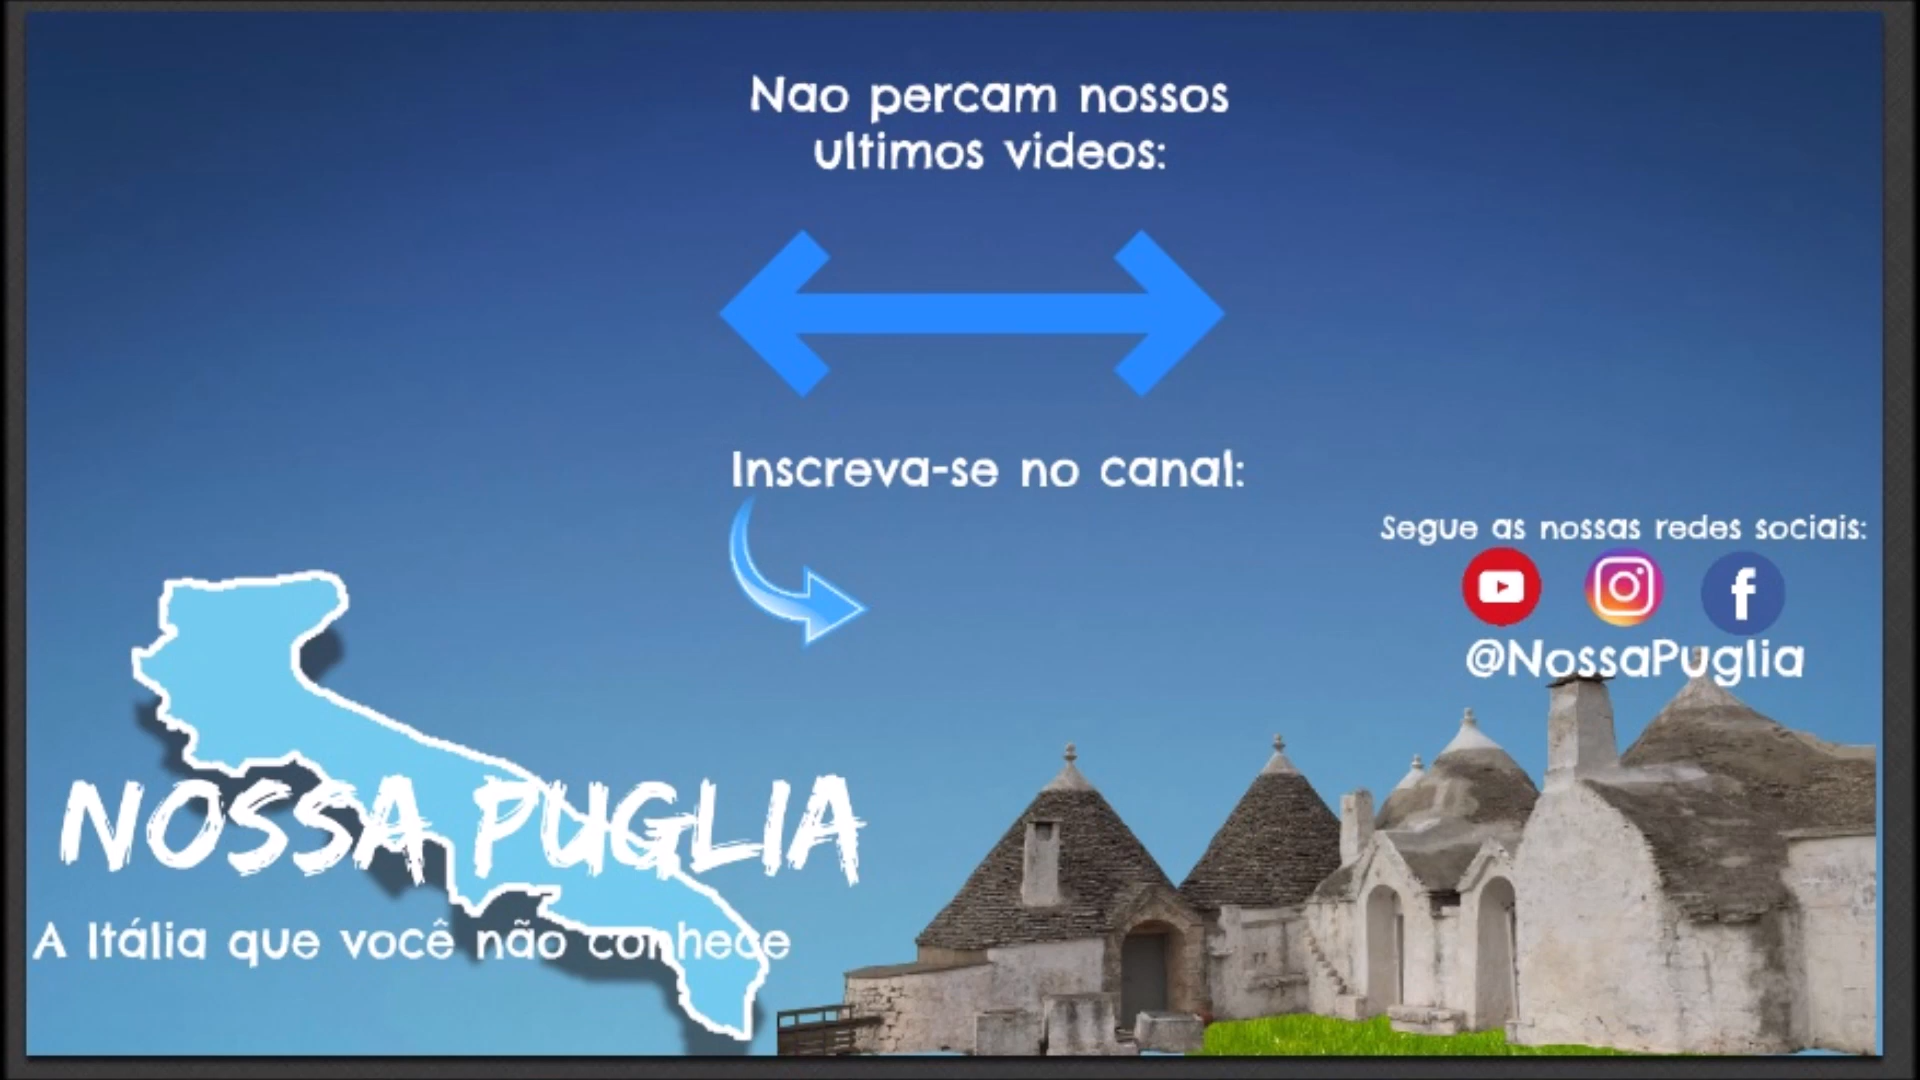 Nao percam nossos
ultimos videos:
Inscreva-se no canal:
Segue as nossas redes sociais:
@NossaPuglia
NOSSA PUGLIA
A Itália que você não conhece